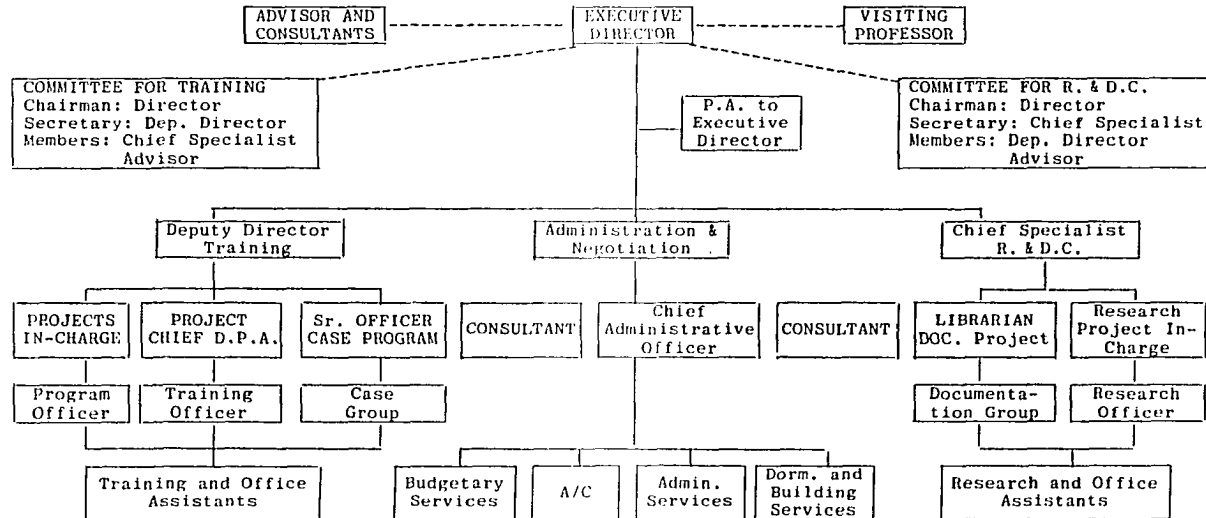 ADVISOR AND
CONSULTANTS
EXECUTIVE
DIRECTOR
VISITING
PROFESSOR
COMMITTEE FOR TRAINING
Chairman: Director
Secretary: Dep. Director
Members: Chief Specialist
Advisor
P.A. to
Executive
Director
COMMITTEE FOR R. & D.C.
Chairman: Director
Secretary: Chief Specialist
Members: Dep. Director
Advisor
Deputy Director
Training
Administration &
Negotiation
Chief Specialist
R. & D.C.
PROJECTS
IN-CHARGE
PROJECT
CHIEF D.P.A.
Sr. OFFICER
CASE PROGRAM
CONSULTANT
Chief
Administrative
Officer
CONSULTANT
LIBRARIAN
DOC. Project
Research
Project In-
Charge
Program
Officer
Training
Officer
Case
Group
Documenta-
tion Group
Research
Officer
Training and Office
Assistants
Budgetary
Services
A/C
Admin.
Services
Dorm. and
Building
Services
Research and Office
Assistants